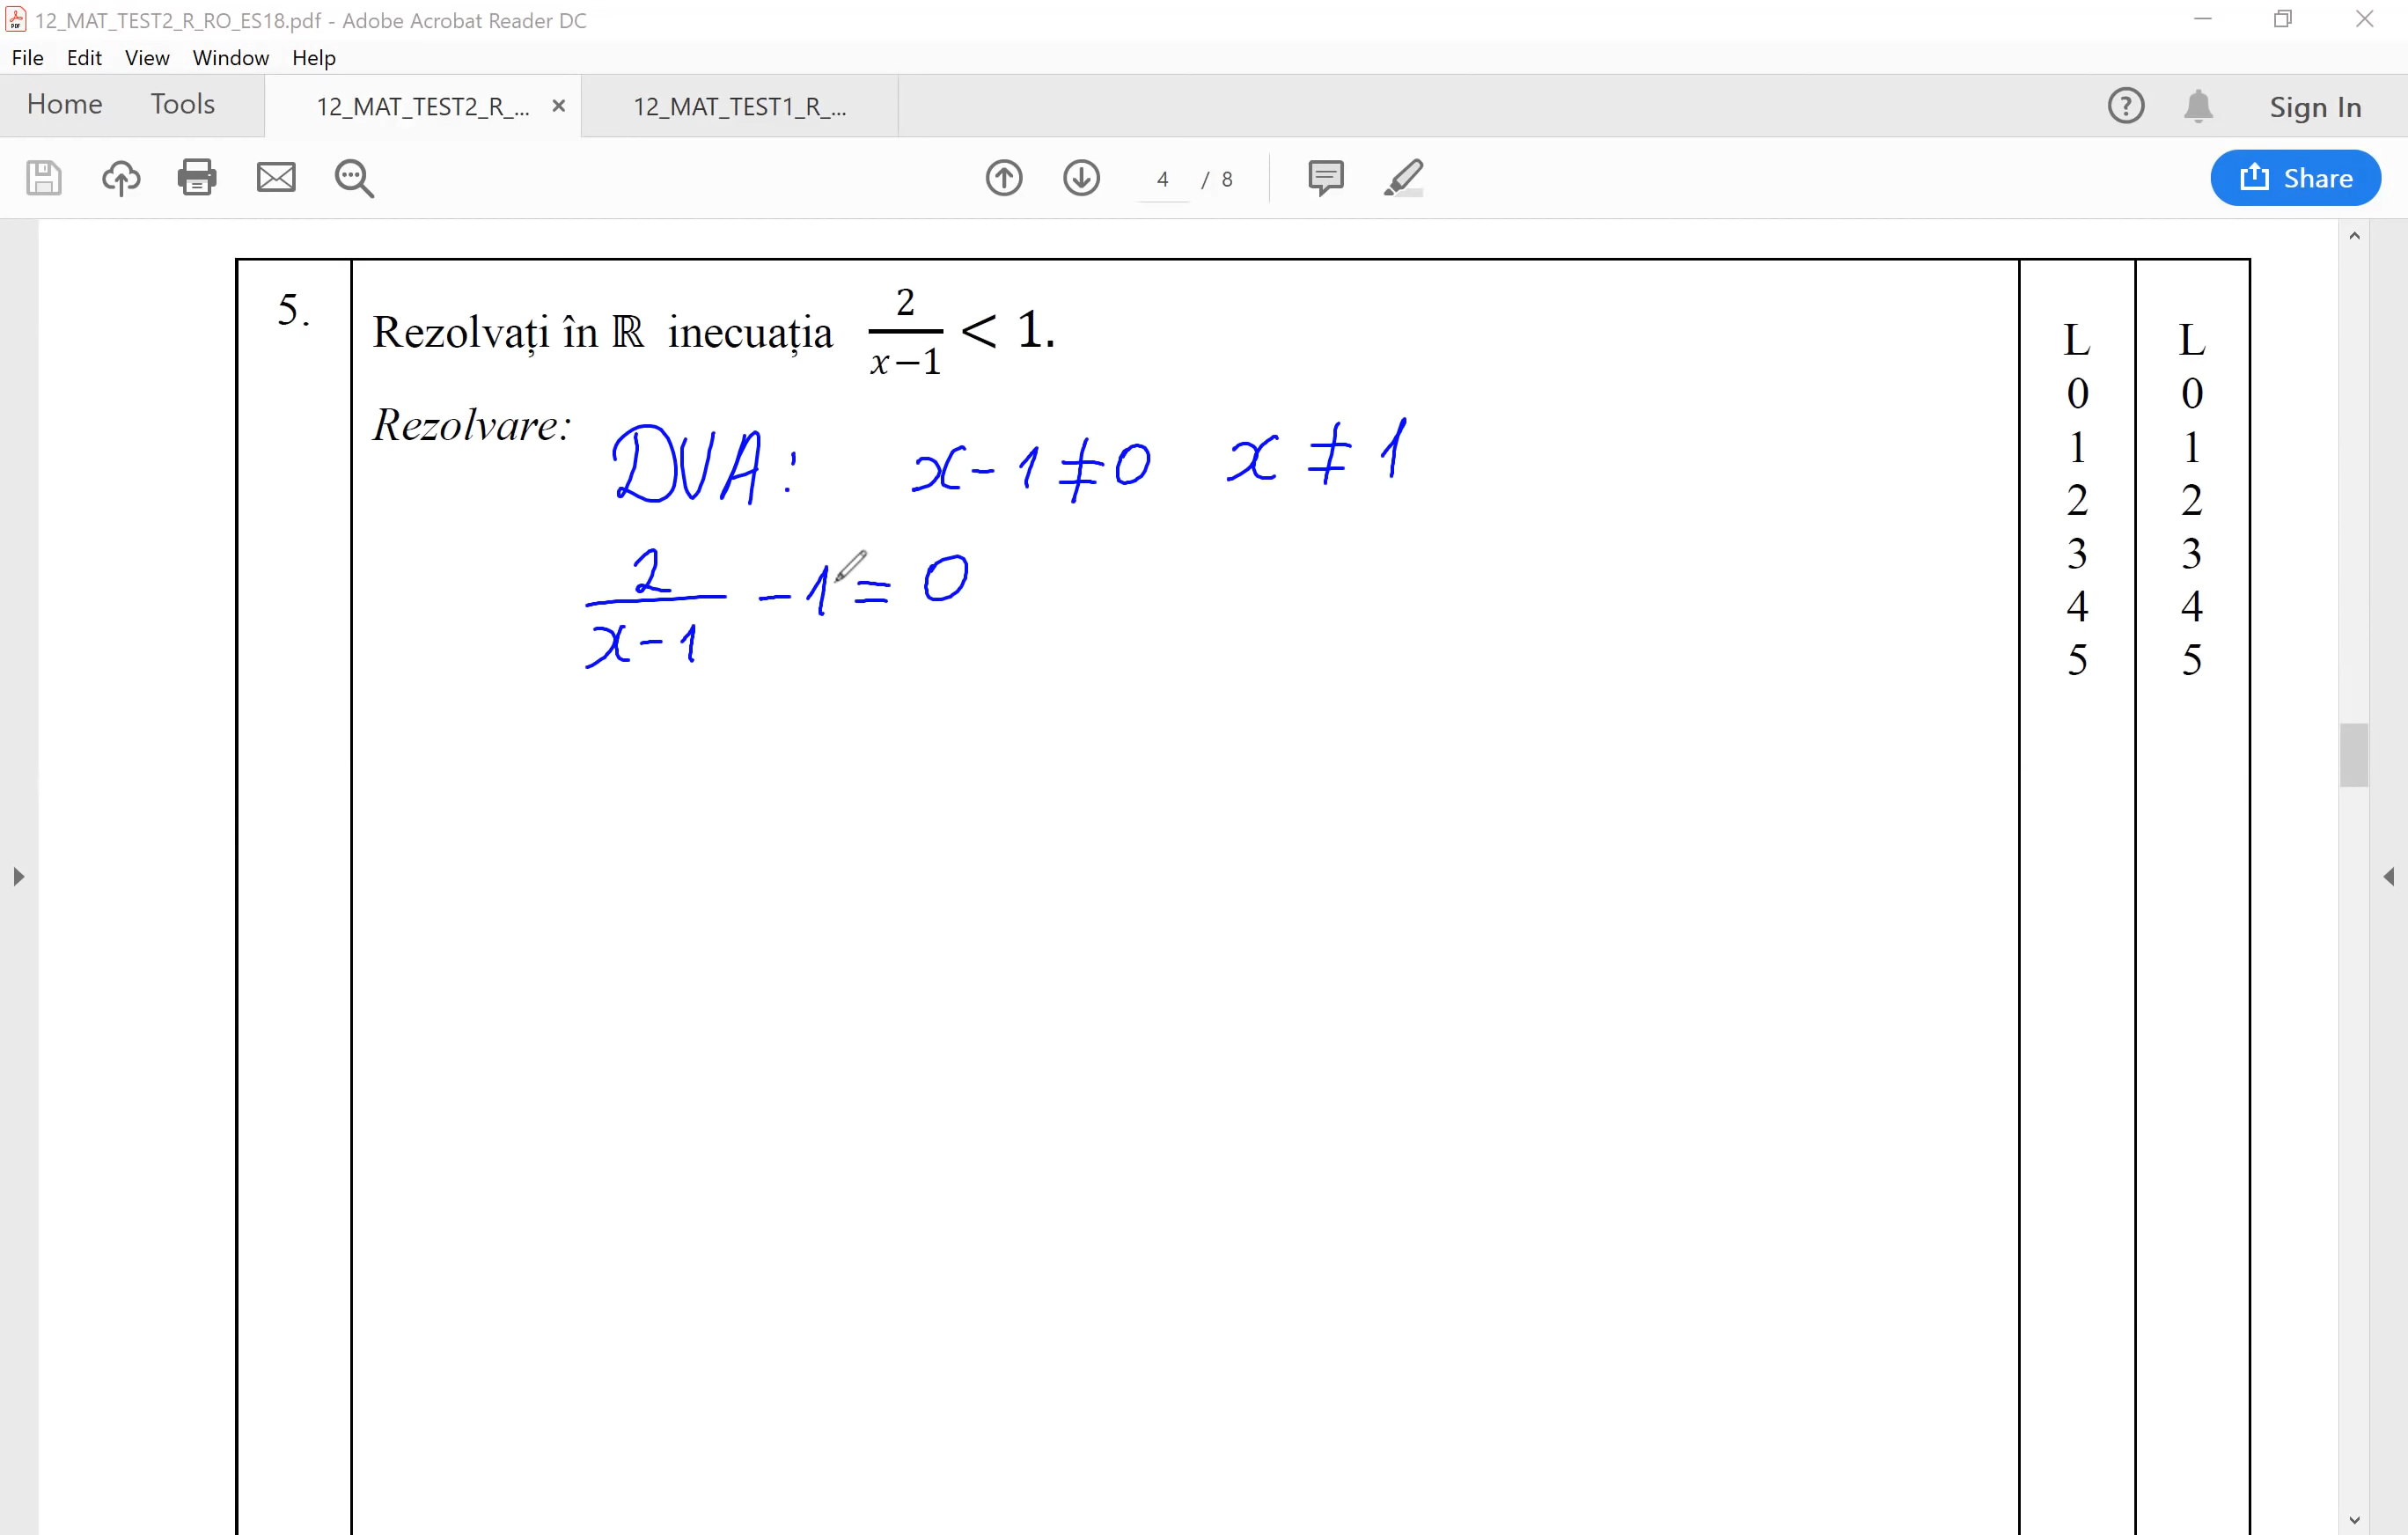 12_MAT_TEST2_R_RO_ES18.pdf - Adobe Acrobat Reader DC
File Edit View Window Help
Home Tools 12_MAT_TEST2_R_... × 12_MAT_TEST1_R_... Sign In
4 / 8 Share
5. Rezolvați în ℝ inecuația 2/(x−1) < 1.
Rezolvare: DVA: x-1≠0 x≠1
2/(x-1) -1 = 0
L L
0 0
1 1
2 2
3 3
4 4
5 5